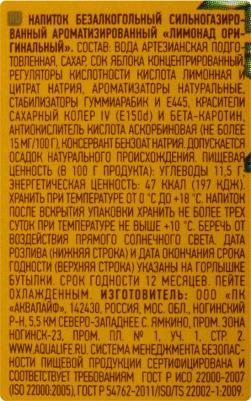 НАПИТОК БЕЗАЛКОГОЛЬНЫЙ СИЛЬНОГАЗИРО-
ВАННЫЙ АРОМАТИЗИРОВАННЫЙ «ЛИМОНАД ОРИ-
ГИНАЛЬНЫЙ». СОСТАВ: ВОДА АРТЕЗИАНСКАЯ ПОДГО-
ТОВЛЕННАЯ, САХАР, СОК ЯБЛОКА КОНЦЕНТРИРОВАННЫЙ,
РЕГУЛЯТОРЫ КИСЛОТНОСТИ КИСЛОТА ЛИМОННАЯ И
ЦИТРАТ НАТРИЯ, АРОМАТИЗАТОРЫ НАТУРАЛЬНЫЕ,
СТАБИЛИЗАТОРЫ ГУММИАРАБИК И Е445, КРАСИТЕЛИ
САХАРНЫЙ КОЛЕР IV (E150d) И БЕТА-КАРОТИН,
АНТИОКИСЛИТЕЛЬ КИСЛОТА АСКОРБИНОВАЯ (НЕ БОЛЕЕ
15 МГ/100 Г), КОНСЕРВАНТ БЕНЗОАТ НАТРИЯ. ДОПУСКАЕТСЯ
ОСАДОК НАТУРАЛЬНОГО ПРОИСХОЖДЕНИЯ. ПИЩЕВАЯ
ЦЕННОСТЬ (В 100 Г ПРОДУКТА): УГЛЕВОДЫ 11,5 Г.
ЭНЕРГЕТИЧЕСКАЯ ЦЕННОСТЬ: 47 ККАЛ (197 КДЖ).
ХРАНИТЬ ПРИ ТЕМПЕРАТУРЕ ОТ 0 °С ДО +18 °С. НАПИТОК
ПОСЛЕ ВСКРЫТИЯ УПАКОВКИ ХРАНИТЬ НЕ БОЛЕЕ ТРЕХ
СУТОК ПРИ ТЕМПЕРАТУРЕ НЕ ВЫШЕ +10 °С. БЕРЕЧЬ ОТ
ВОЗДЕЙСТВИЯ ПРЯМОГО СОЛНЕЧНОГО СВЕТА. ДАТА
РОЗЛИВА (НИЖНЯЯ СТРОКА) И ДАТА ОКОНЧАНИЯ СРОКА
ГОДНОСТИ (ВЕРХНЯЯ СТРОКА) УКАЗАНЫ НА ГОРЛЫШКЕ
БУТЫЛКИ. СРОК ГОДНОСТИ 12 МЕСЯЦЕВ. ПЕЙТЕ
ОХЛАЖДЕННЫМ. ИЗГОТОВИТЕЛЬ: ООО «ПК
«АКВАЛАЙФ», 142430, РОССИЯ, МОС. ОБЛ., НОГИНСКИЙ
Р-Н, 5,5 КМ СЕВЕРО-ЗАПАДНЕЕ С. ЯМКИНО, ПРОМ. ЗОНА
НОГИНСК-23, ПРОМ. ПЛ. № 1, УЧ. 1, СТР. 2.
WWW.AQUALIFE.RU. СИСТЕМА МЕНЕДЖМЕНТА БЕЗОПАС-
НОСТИ ПИЩЕВОЙ ПРОДУКЦИИ СЕРТИФИЦИРОВАНА И
СООТВЕТСТВУЕТ ТРЕБОВАНИЯМ: ГОСТ Р ИСО 22000-2007
(ISO 22000-2005), ГОСТ Р 54762-2011/ISO/TS 22002-1:2009